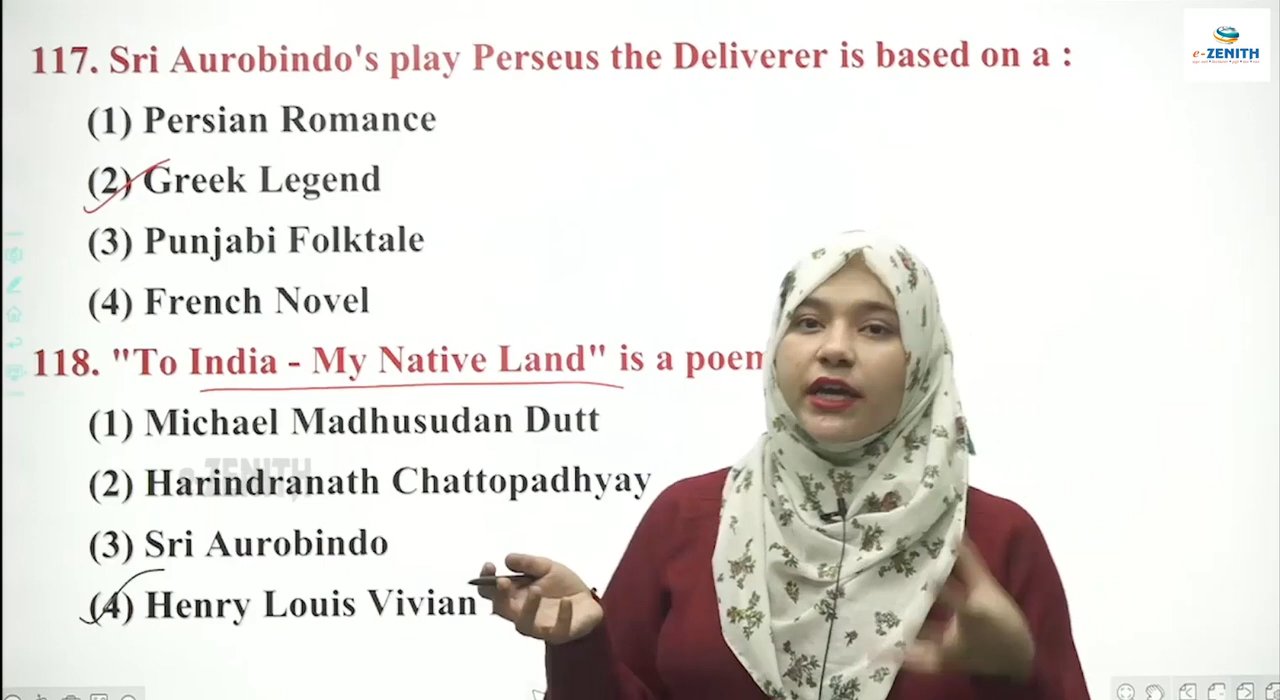 e-ZENITH
117. Sri Aurobindo's play Perseus the Deliverer is based on a :
(1) Persian Romance
(2) Greek Legend
(3) Punjabi Folktale
(4) French Novel
118. "To India - My Native Land" is a
(1) Michael Madhusudan Dutt
(2) Harindranath Chattopadhyay
e-ZENITH
(3) Sri Aurobindo
(4) Henry Louis Vivian